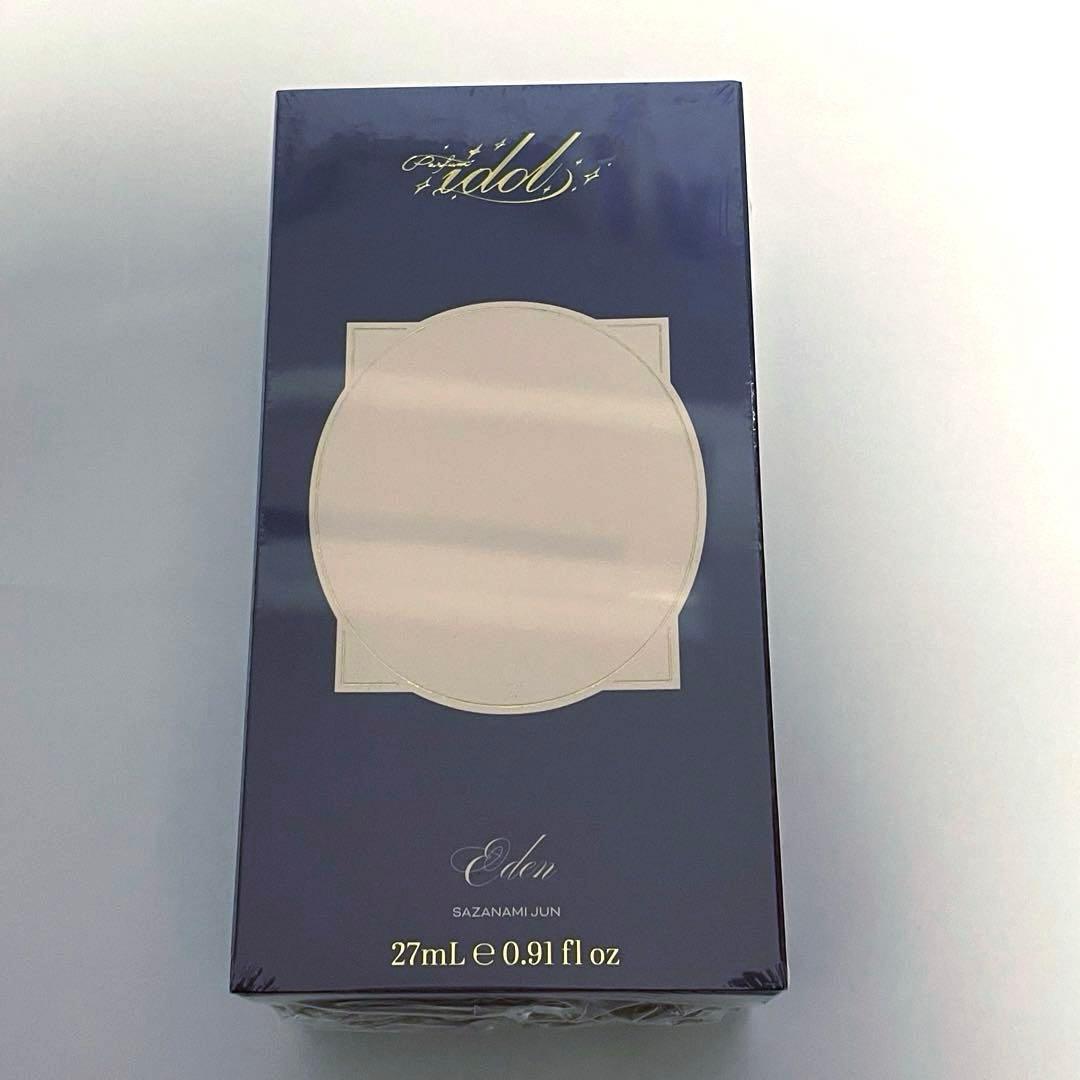 Parfum
idol
Eden
SAZANAMI JUN
27mL ℮ 0.91 fl oz